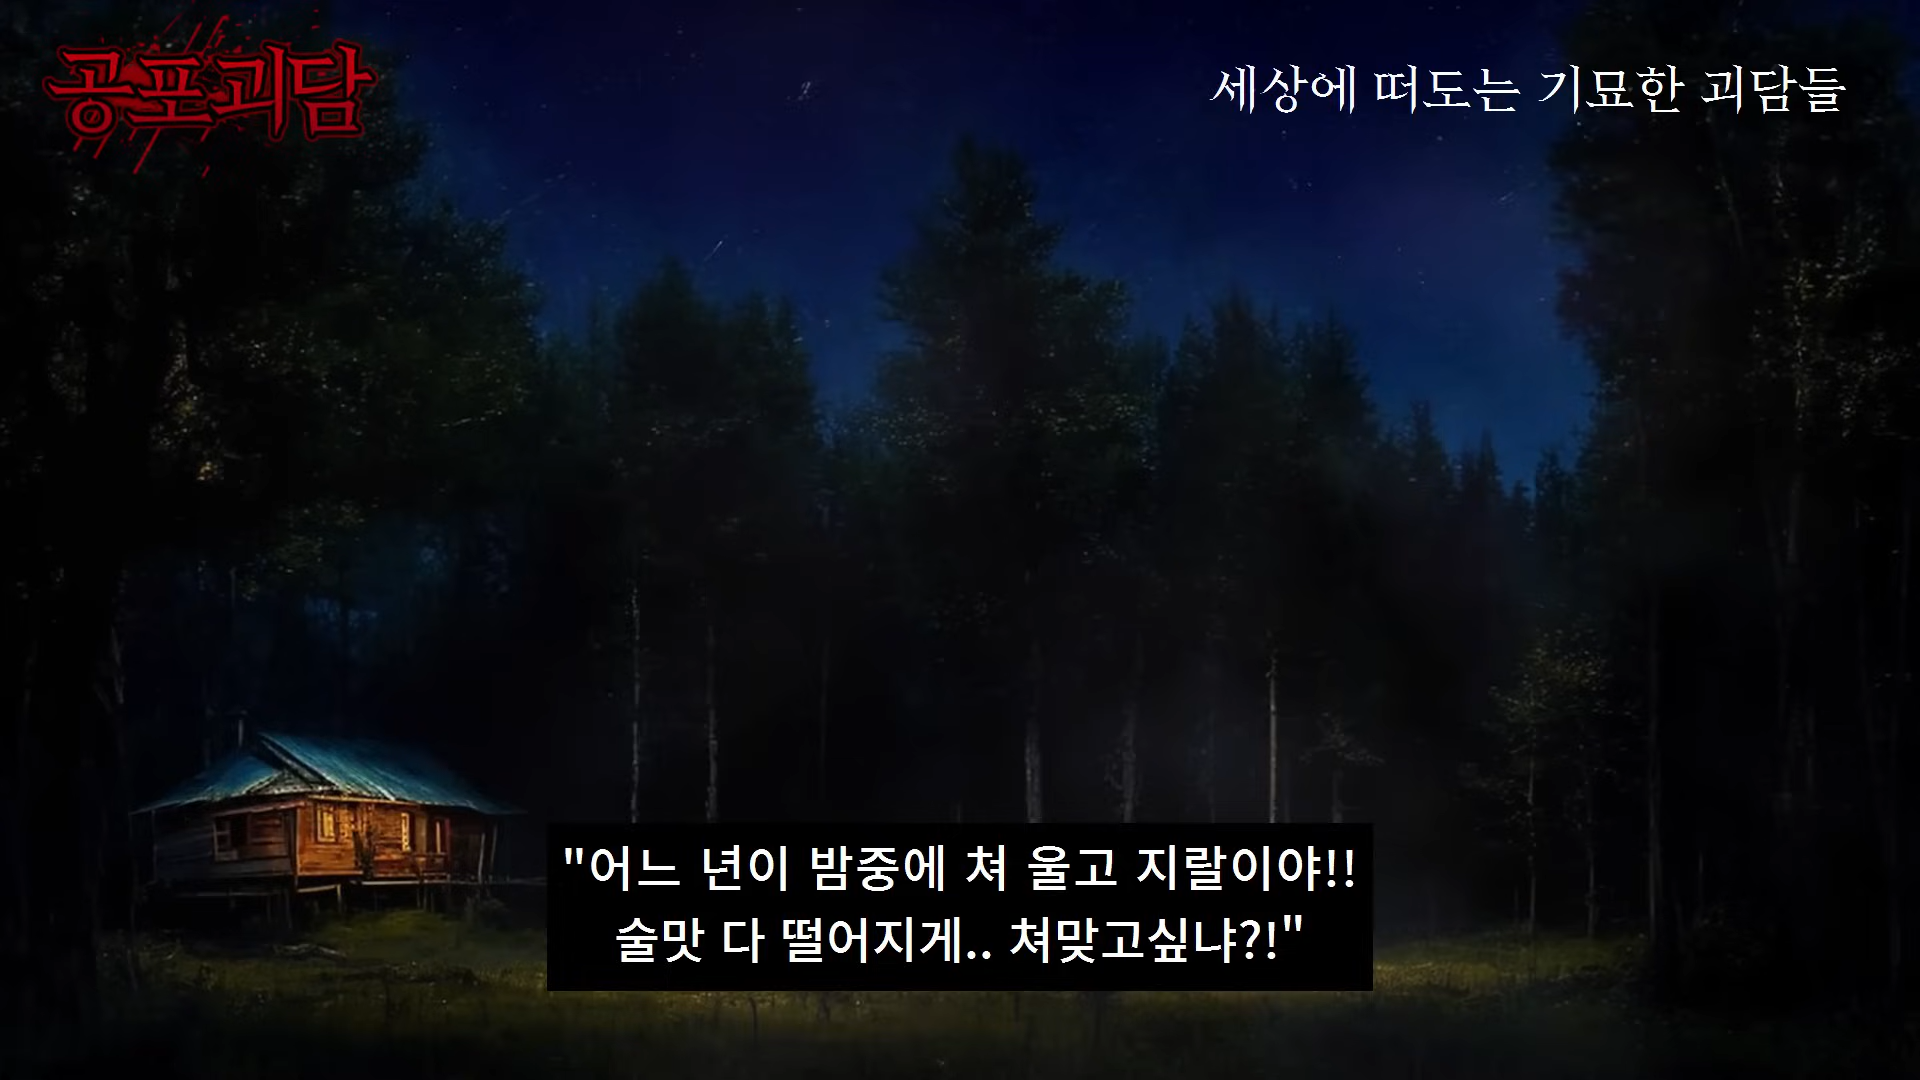 공포괴담
세상에 떠도는 기묘한 괴담들
"어느 년이 밤중에 쳐 울고 지랄이야!!
술맛 다 떨어지게.. 쳐맞고싶냐?!"